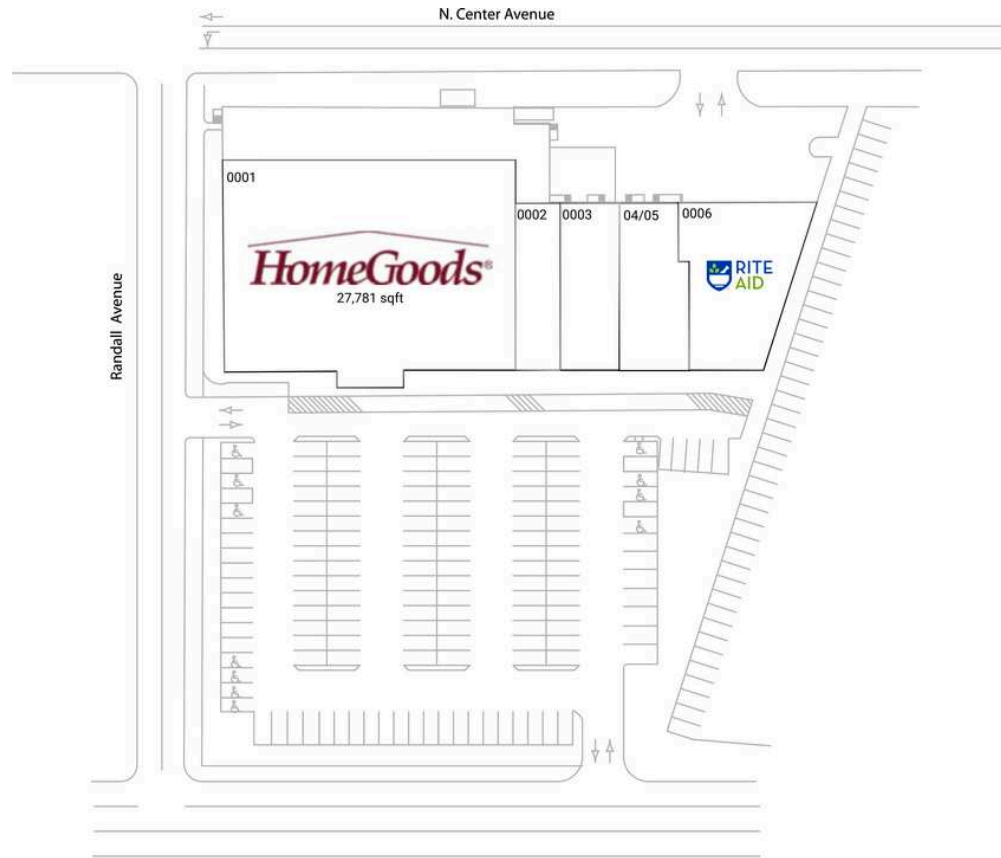 N. Center Avenue
0001
HomeGoods®
27,781 sqft
0002
0003
04/05
0006
RITE
AID
Randall Avenue